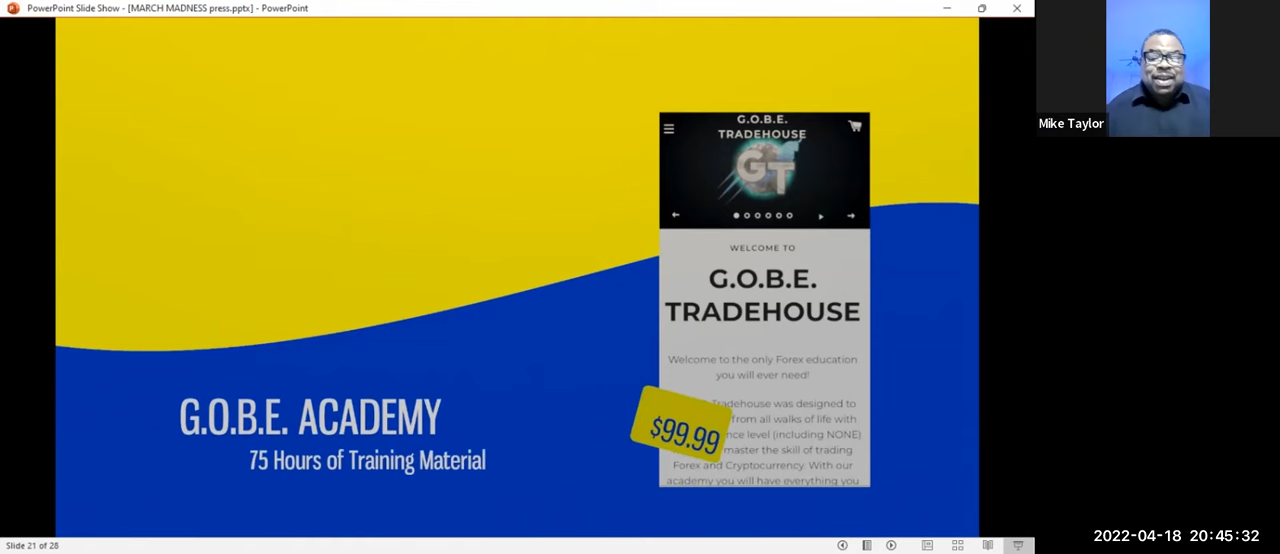 PowerPoint Slide Show - [MARCH MADNESS press.pptx] - PowerPoint
Mike Taylor
G.O.B.E.
TRADEHOUSE
GT
WELCOME TO
G.O.B.E.
TRADEHOUSE
Welcome to the only Forex education
you will ever need!
Tradehouse was designed to
from all walks of life with
level (including NONE)
master the skill of trading
Forex and Cryptocurrency. With our
academy you will have everything you
$99.99
G.O.B.E. ACADEMY
75 Hours of Training Material
Slide 21 of 28
2022-04-18 20:45:32